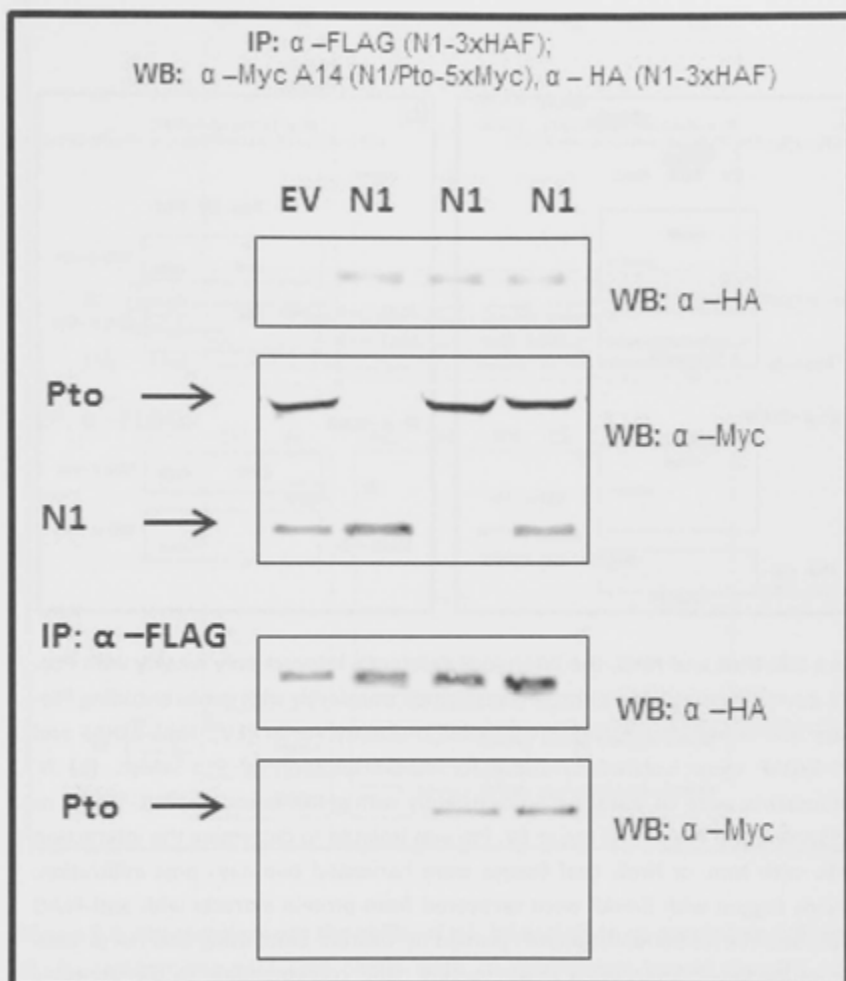 IP: α –FLAG (N1-3xHAF);
WB: α –Myc A14 (N1/Pto-5xMyc), α – HA (N1-3xHAF)
EV N1 N1 N1
WB: α –HA
Pto
WB: α –Myc
N1
IP: α –FLAG
WB: α –HA
Pto
WB: α –Myc